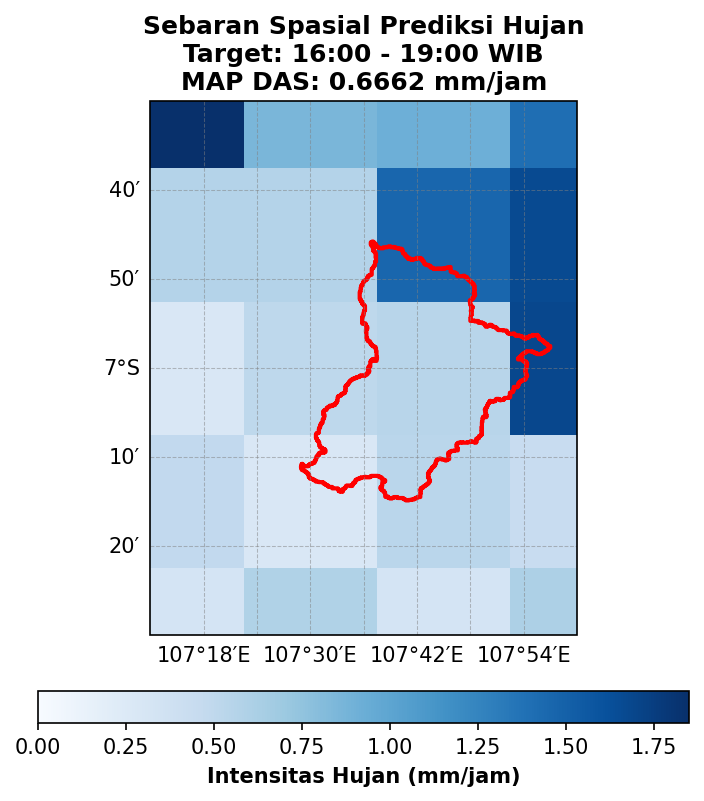 Sebaran Spasial Prediksi Hujan
Target: 16:00 - 19:00 WIB
MAP DAS: 0.6662 mm/jam
40′
50′
7°S
10′
20′
107°18′E 107°30′E 107°42′E 107°54′E
0.00 0.25 0.50 0.75 1.00 1.25 1.50 1.75
Intensitas Hujan (mm/jam)